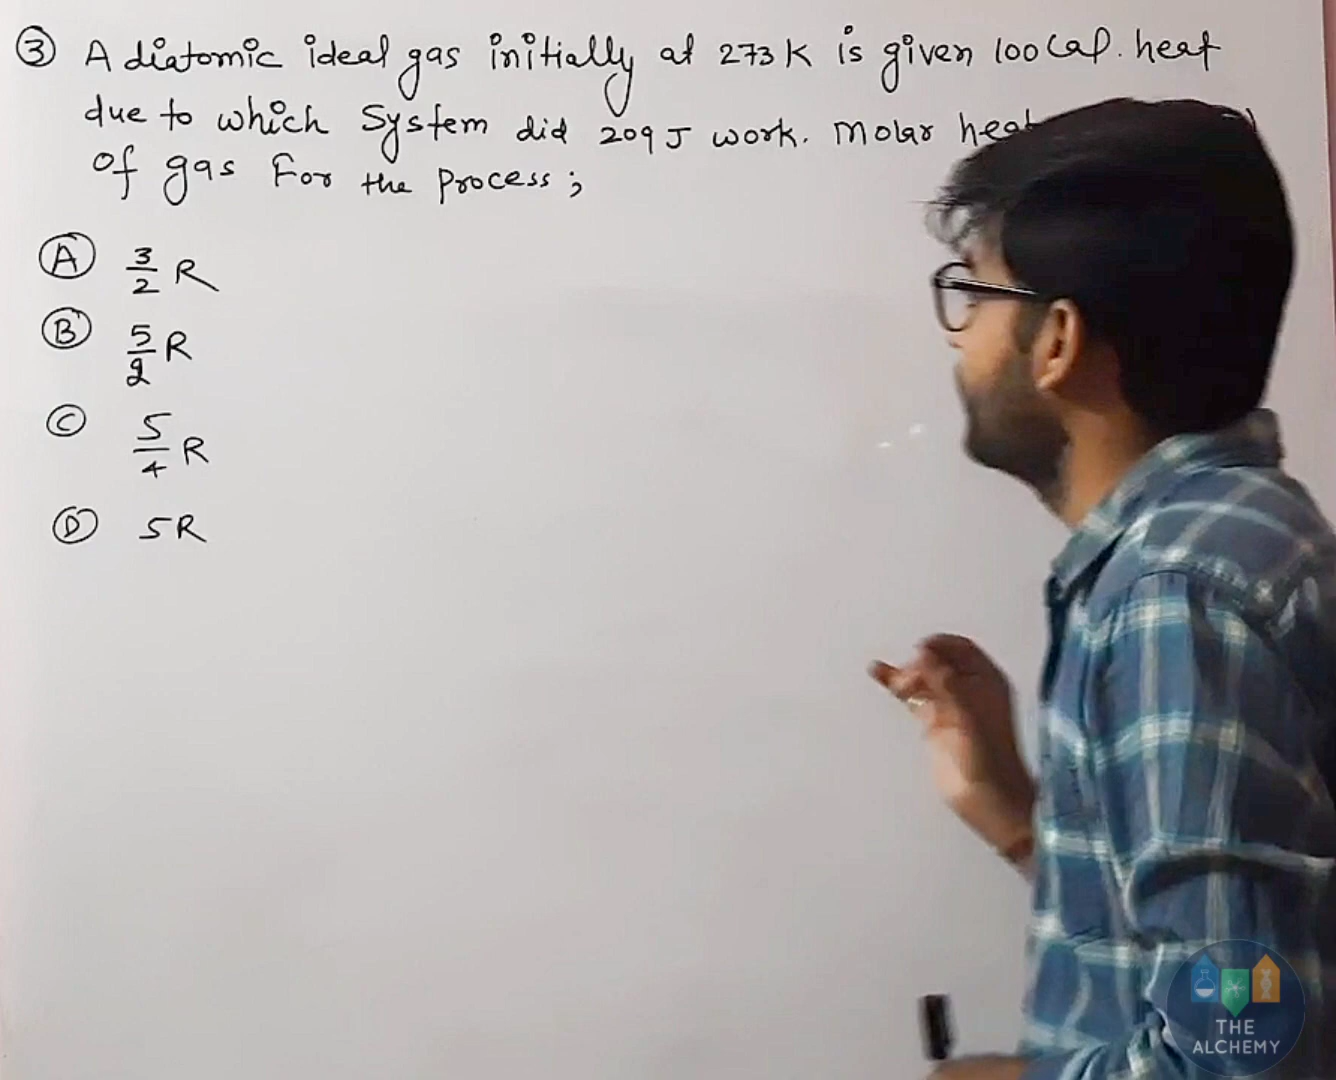 ③ A diatomic ideal gas initially at 273 K is given 100 Cal. heat
due to which System did 209 J work. Molar heat
of gas For the Process ;
Ⓐ 3/2 R
Ⓑ 5/2 R
Ⓒ 5/4 R
Ⓓ 5R
THE
ALCHEMY